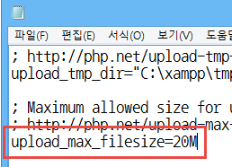 파일(F) 편집(E) 서식(O) 보기(V) 도움말
; http://php.net/upload-tmp-
upload_tmp_dir="C:\xampp\tmp
; Maximum allowed size for u
; http://php.net/upload-max-
upload_max_filesize=20M